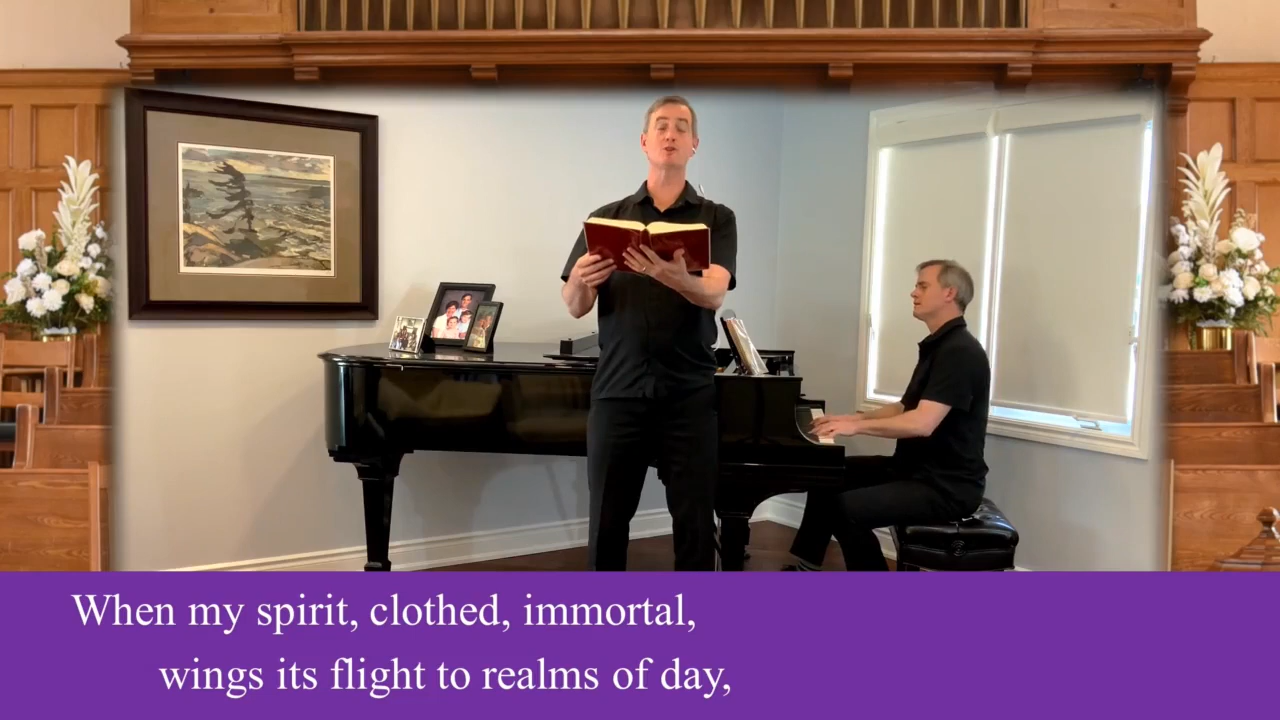 When my spirit, clothed, immortal,
wings its flight to realms of day,